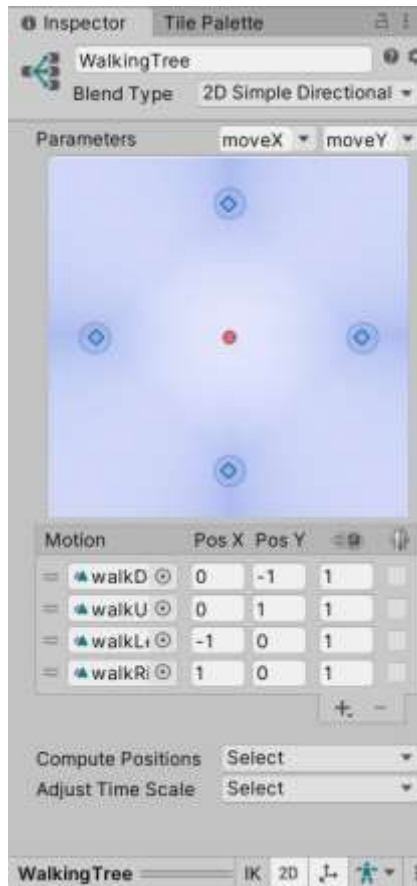 Inspector Tile Palette
WalkingTree
Blend Type 2D Simple Directional
Parameters moveX moveY
Motion Pos X Pos Y
walkD 0 -1 1
walkU 0 1 1
walkL -1 0 1
walkRi 1 0 1
+ -
Compute Positions Select
Adjust Time Scale Select
WalkingTree IK 2D